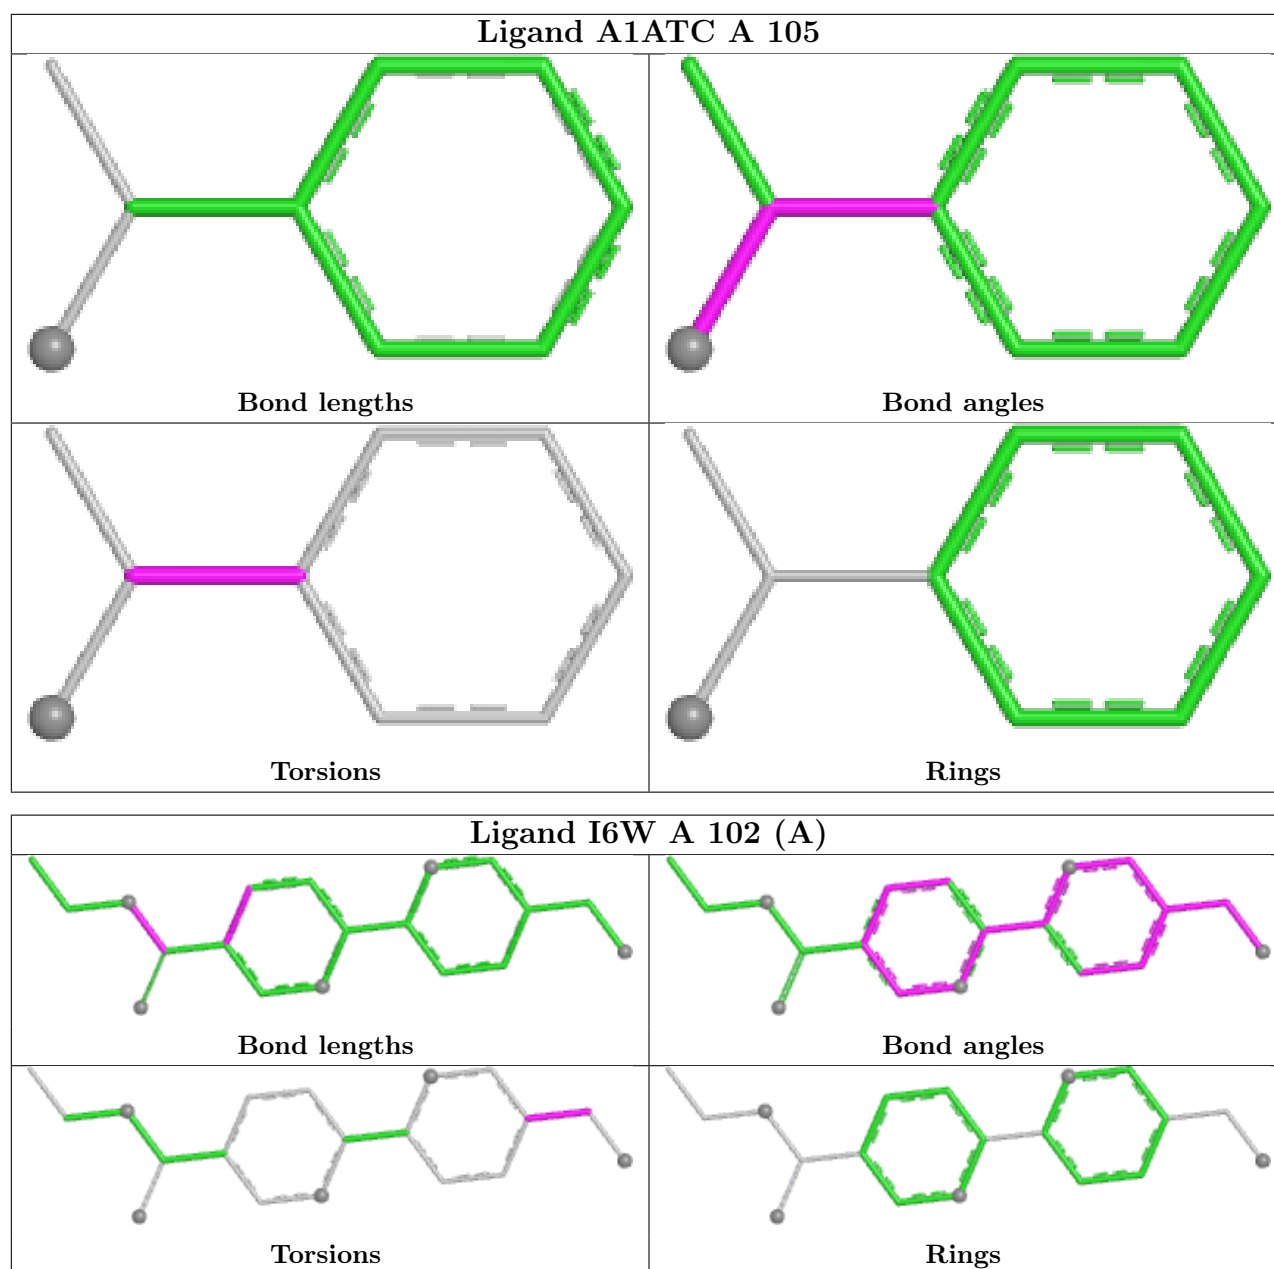 Ligand A1ATC A 105
Bond lengths
Bond angles
Torsions
Rings
Ligand I6W A 102 (A)
Bond lengths
Bond angles
Torsions
Rings